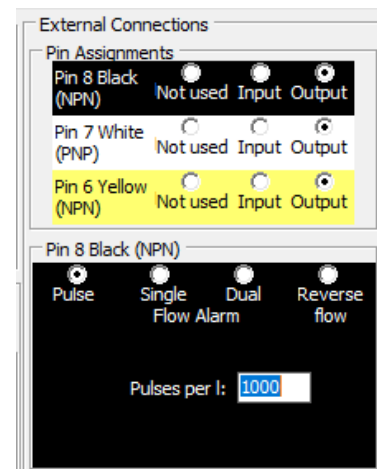 External Connections
Pin Assignments
Pin 8 Black
(NPN)
Not used Input Output
Pin 7 White
(PNP)
Not used Input Output
Pin 6 Yellow
(NPN)
Not used Input Output
Pin 8 Black (NPN)
Pulse Single Dual Reverse
Flow Alarm flow
Pulses per l: 1000